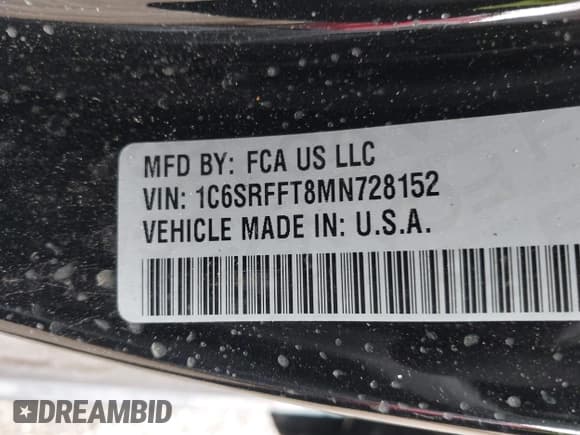 MFD BY: FCA US LLC
VIN: 1C6SRFFT8MN728152
VEHICLE MADE IN: U.S.A.
DREAMBID